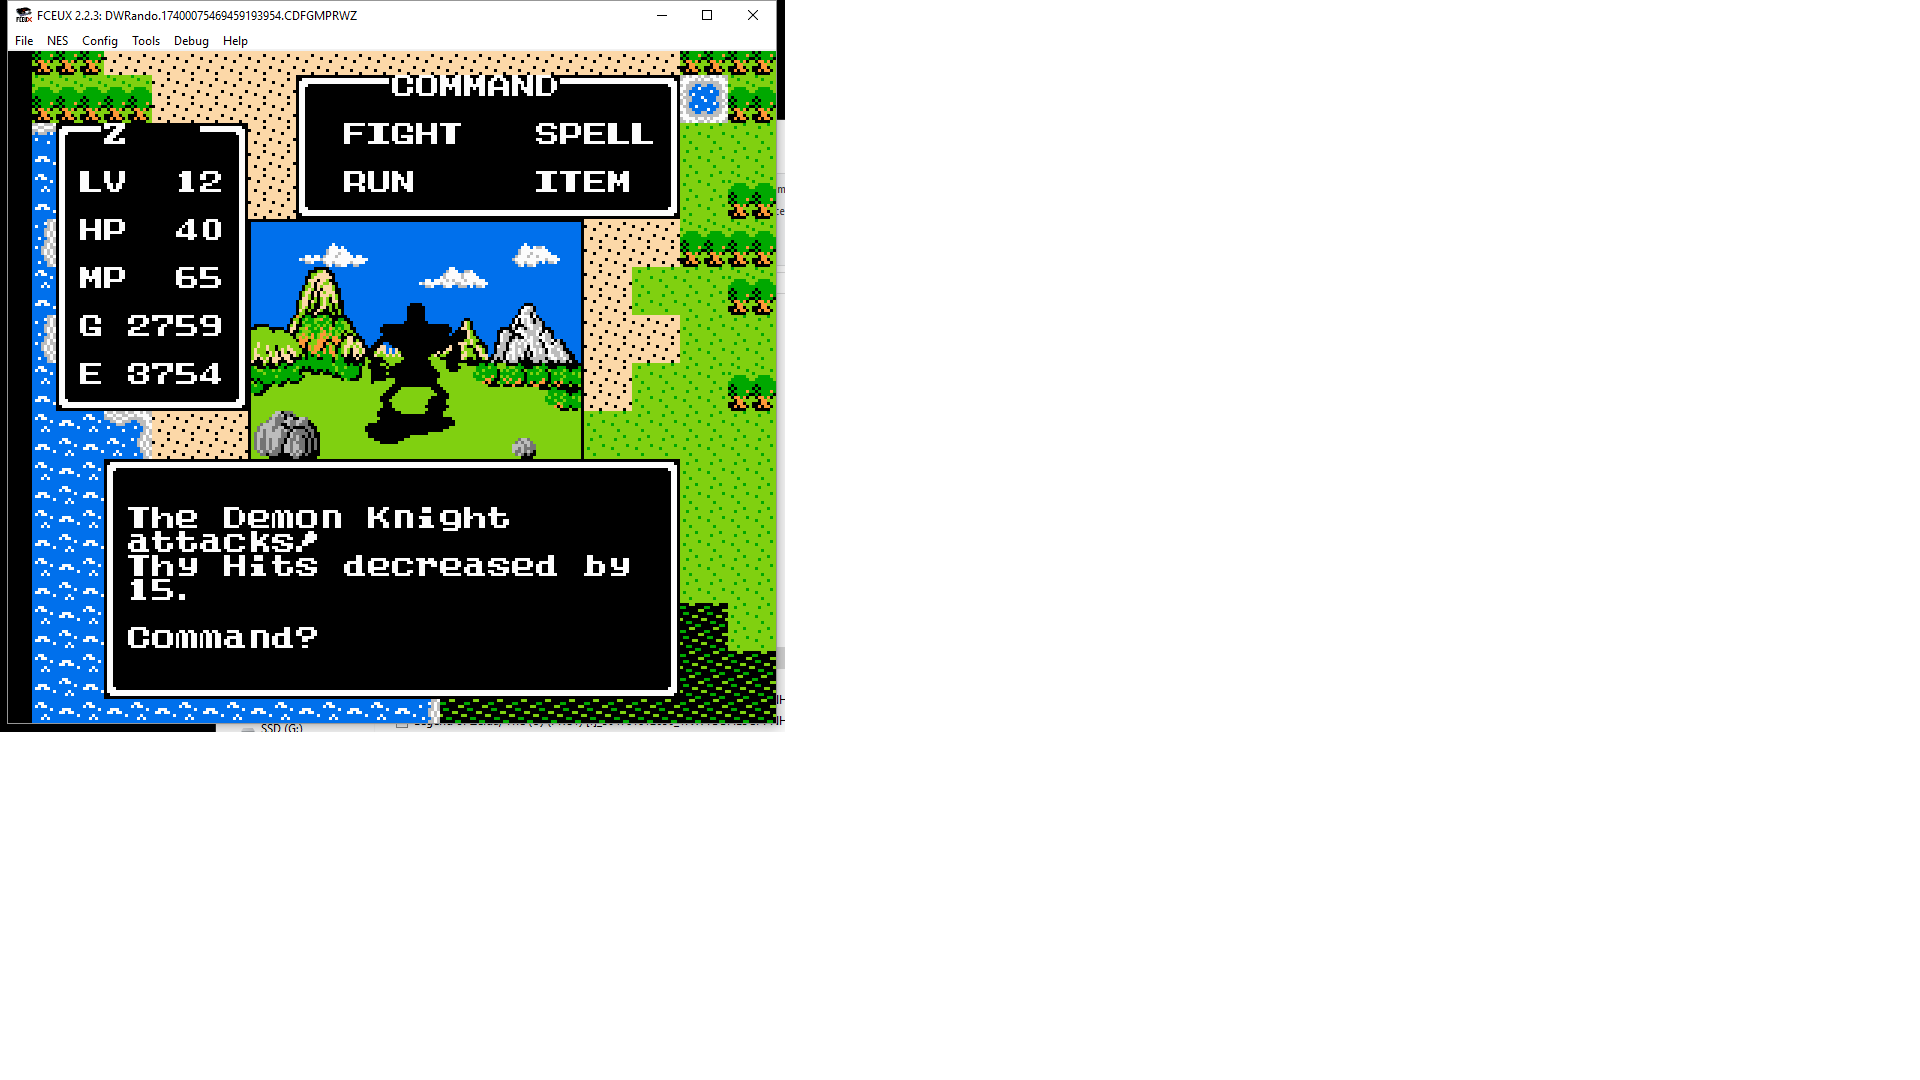 FCEUX 2.2.3: DWRando.17400075469459193954.CDFGMPRWZ
File NES Config Tools Debug Help
COMMAND
FIGHT SPELL
RUN ITEM
Z
LV 12
HP 40
MP 65
G 2759
E 3754
The Demon Knight
attacks!
Thy Hits decreased by
15.
Command?
SSD (G:)